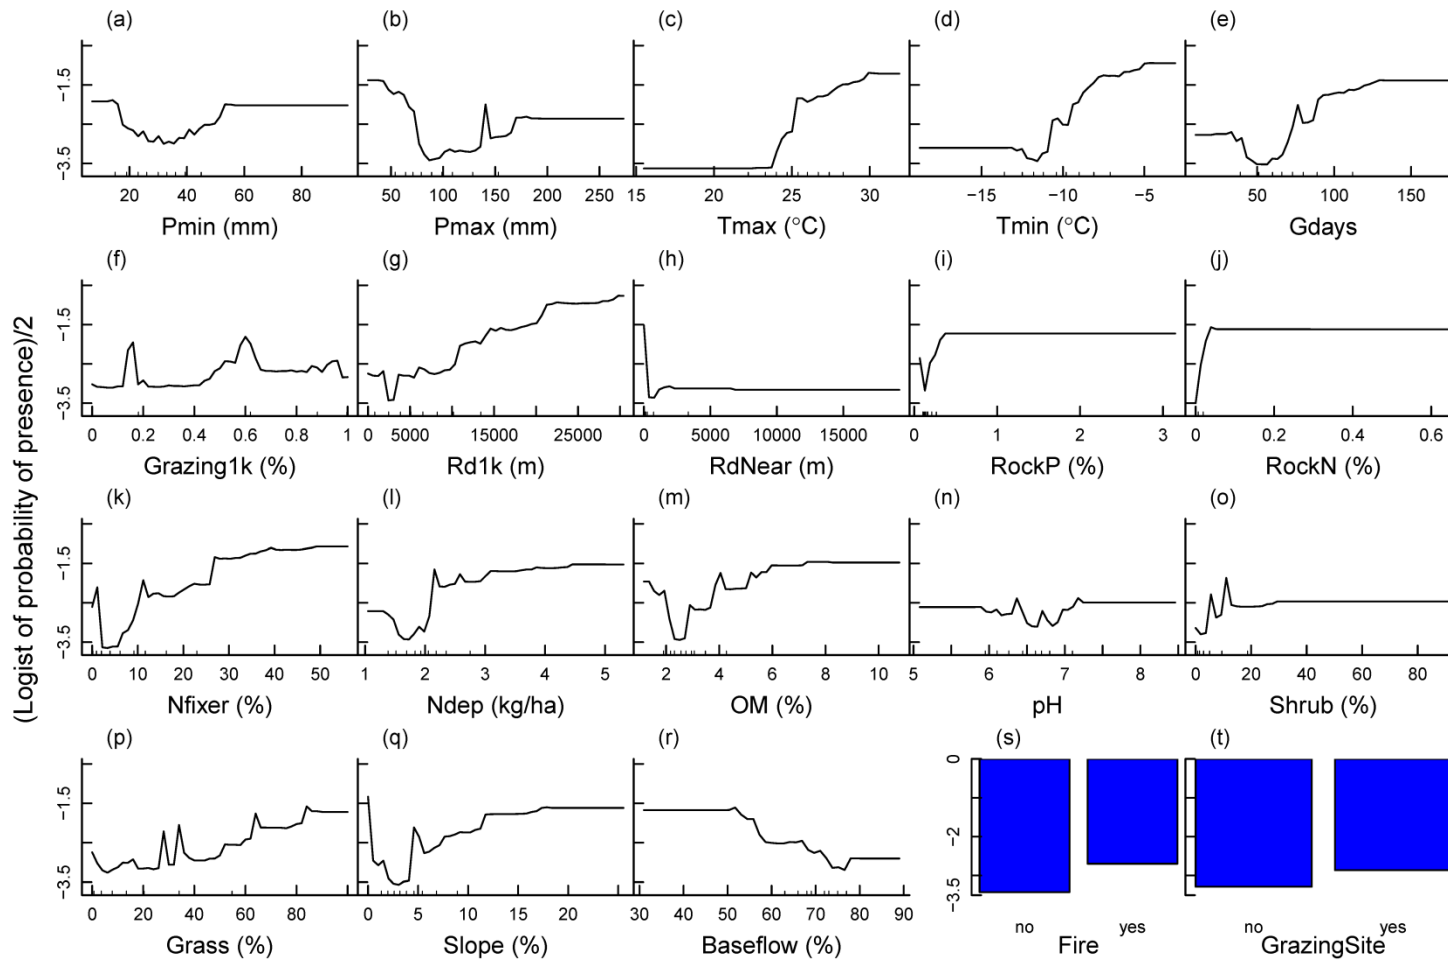 (a) (b) (c) (d) (e)
−1.5
−3.5
20 40 60 80
50 100 150 200 250
15 20 25 30
−15 −10 −5
50 100 150
Pmin (mm) Pmax (mm) Tmax (°C) Tmin (°C) Gdays
(Logist of probability of presence)/2
(f) (g) (h) (i) (j)
−1.5
−3.5
0 0.2 0.4 0.6 0.8 1
0 5000 15000 25000
0 5000 10000
0 1 2 3
0 0.2 0.4 0.6
Grazing1k (%) Rd1k (m) RdNear (m) RockP (%) RockN (%)
(k) (l) (m) (n) (o)
−1.5
−3.5
0 10 20 30 40 50
1 2 3 4 5
2 4 6 8 10
5 6 7 8
0 20 40 60 80
Nfixer (%) Ndep (kg/ha) OM (%) pH Shrub (%)
(p) (q) (r) (s) (t)
−1.5
−3.5
0 20 40 60 80 100
0 5 10 15 20 25
30 40 50 60 70 80 90
0
−2
−3.5
no yes
no yes
Grass (%) Slope (%) Baseflow (%) Fire GrazingSite